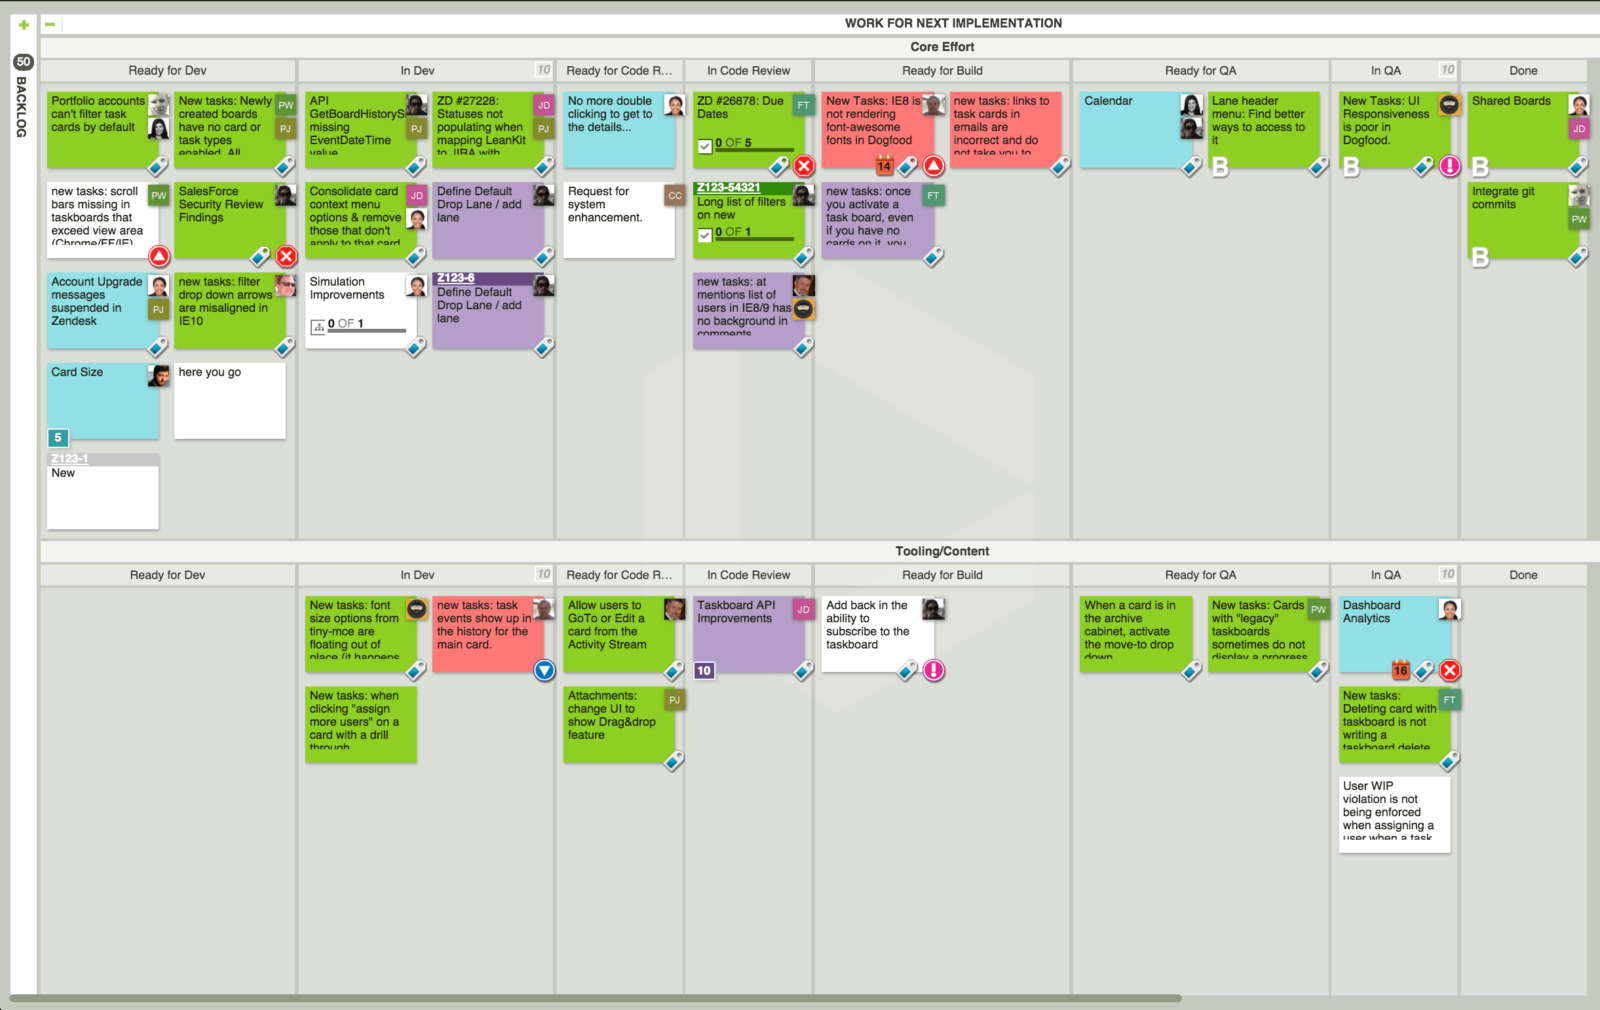 WORK FOR NEXT IMPLEMENTATION
50
BACKLOG
Core Effort
Ready for Dev
In Dev
10
Ready for Code R...
In Code Review
Ready for Build
Ready for QA
In QA
10
Done
Portfolio accounts
can't filter task
cards by default
New tasks: Newly
created boards
have no card or
task types
enabled. All
PW
PJ
API
GetBoardHistoryS
missing
EventDateTime
value
PJ
ZD #27228:
Statuses not
populating when
mapping LeanKit
to JIRA with
JD
PJ
No more double
clicking to get to
the details...
ZD #26878: Due
Dates
FT
0 OF 5
New Tasks: IE8 is
not rendering
font-awesome
fonts in Dogfood
14
new tasks: links to
task cards in
emails are
incorrect and do
not take you to
Calendar
Lane header
menu: Find better
ways to access to
it
B
New Tasks: UI
Responsiveness
is poor in
Dogfood.
B
Shared Boards
JD
B
new tasks: scroll
bars missing in
taskboards that
exceed view area
(Chrome/FF/IE)
PW
SalesForce
Security Review
Findings
Consolidate card
context menu
options & remove
those that don't
apply to that card
JD
Define Default
Drop Lane / add
lane
Request for
system
enhancement.
CC
Z123-54321
Long list of filters
on new
0 OF 1
new tasks: once
you activate a
task board, even
if you have no
cards on it, you
FT
Integrate git
commits
PW
B
Account Upgrade
messages
suspended in
Zendesk
PJ
new tasks: filter
drop down arrows
are misaligned in
IE10
Simulation
Improvements
0 OF 1
Z123-6
Define Default
Drop Lane / add
lane
new tasks: at
mentions list of
users in IE8/9 has
no background in
comments
Card Size
5
here you go
Z123-1
New
Tooling/Content
Ready for Dev
In Dev
10
Ready for Code R...
In Code Review
Ready for Build
Ready for QA
In QA
10
Done
New tasks: font
size options from
tiny-mce are
floating out of
place (it happens
new tasks: task
events show up in
the history for the
main card.
Allow users to
GoTo or Edit a
card from the
Activity Stream
Taskboard API
Improvements
JD
10
Add back in the
ability to
subscribe to the
taskboard
When a card is in
the archive
cabinet, activate
the move-to drop
down
New tasks: Cards
with "legacy"
taskboards
sometimes do not
display a progress
PW
Dashboard
Analytics
16
New tasks: when
clicking "assign
more users" on a
card with a drill
through
Attachments:
change UI to
show Drag&drop
feature
PJ
New tasks:
Deleting card with
taskboard is not
writing a
taskboard delete
FT
User WIP
violation is not
being enforced
when assigning a
user when a task